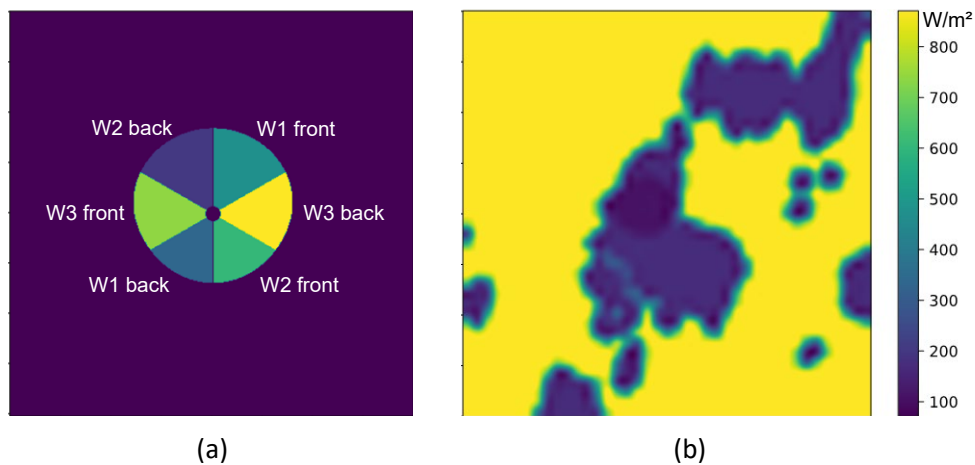 W/m²
W2 back
W1 front
W3 front
W3 back
W1 back
W2 front
800
700
600
500
400
300
200
100
(a)
(b)